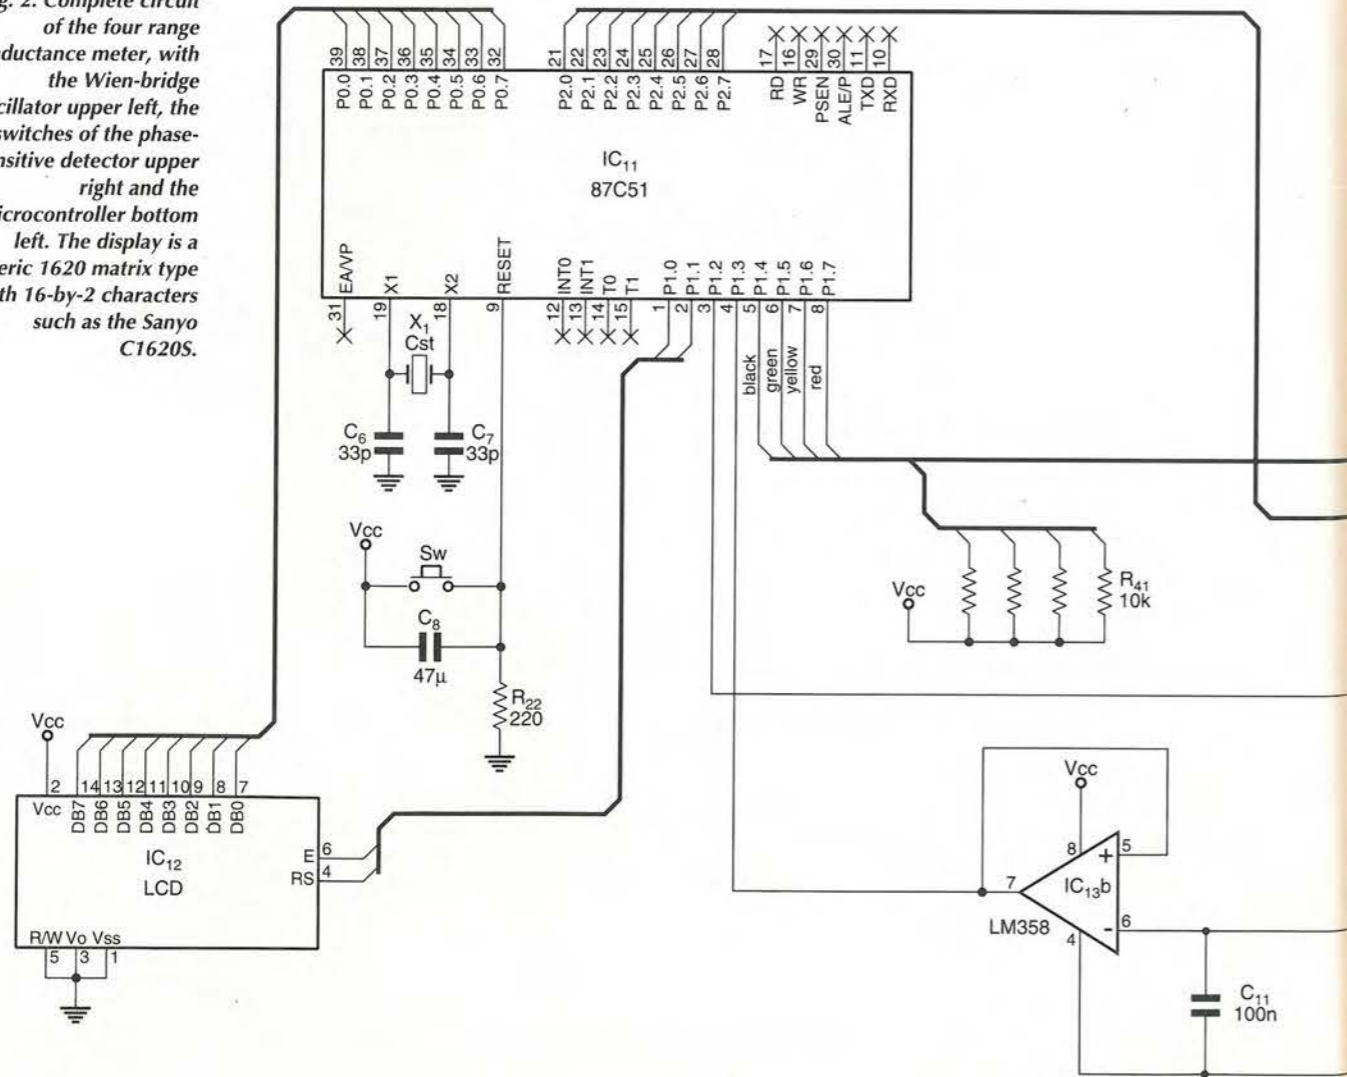 g. 2. Complete circuit
of the four range
nductance meter, with
the Wien-bridge
cillator upper left, the
switches of the phase-
nsitive detector upper
right and the
icrocontroller bottom
left. The display is a
eric 1620 matrix type
th 16-by-2 characters
such as the Sanyo
C1620S.
39 38 37 36 35 34 33 32
21 22 23 24 25 26 27 28
17 16 29 30 11 10
P0.0 P0.1 P0.2 P0.3 P0.4 P0.5 P0.6 P0.7
P2.0 P2.1 P2.2 P2.3 P2.4 P2.5 P2.6 P2.7
RD WR PSEN ALE/P TXD RXD
IC11
87C51
EA/VP X1 X2 RESET INT0 INT1 T0 T1 P1.0 P1.1 P1.2 P1.3 P1.4 P1.5 P1.6 P1.7
31 19 18 9 12 13 14 15 1 2 3 4 5 6 7 8
X1
Cst
black green yellow red
C6
33p
C7
33p
Vcc
Sw
C8
47µ
R22
220
Vcc
R41
10k
Vcc
2 14 13 12 11 10 9 8 7
Vcc DB7 DB6 DB5 DB4 DB3 DB2 DB1 DB0
IC12
LCD
E 6
RS 4
R/W Vo Vss
5 3 1
Vcc
8
+ 5
7
IC13b
LM358
4
- 6
C11
100n